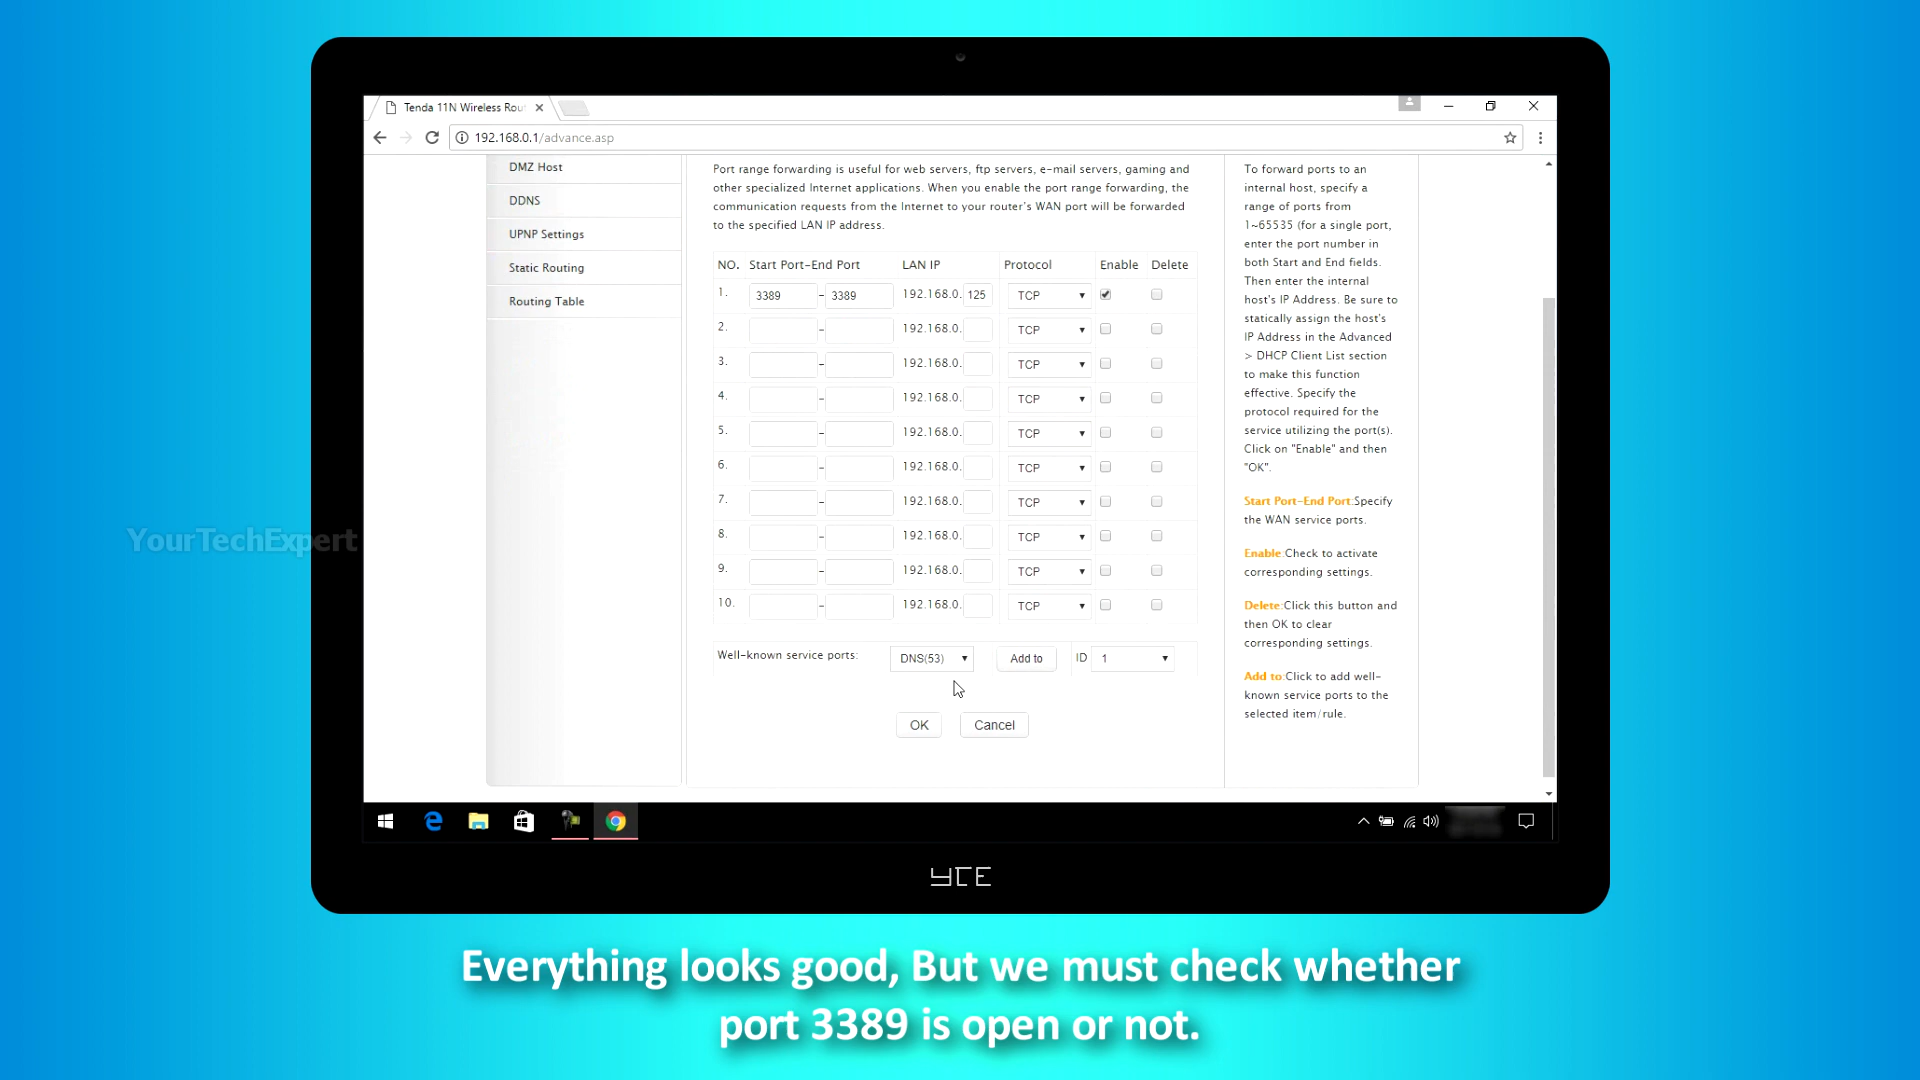 Tenda 11N Wireless Rou
192.168.0.1/advance.asp
DMZ Host
DDNS
UPNP Settings
Static Routing
Routing Table
Port range forwarding is useful for web servers, ftp servers, e-mail servers, gaming and
other specialized Internet applications. When you enable the port range forwarding, the
communication requests from the Internet to your router's WAN port will be forwarded
to the specified LAN IP address.
NO. Start Port-End Port LAN IP Protocol Enable Delete
1. 3389 - 3389 192.168.0. 125 TCP
2. - 192.168.0. TCP
3. - 192.168.0. TCP
4. - 192.168.0. TCP
5. - 192.168.0. TCP
6. - 192.168.0. TCP
7. - 192.168.0. TCP
8. - 192.168.0. TCP
9. - 192.168.0. TCP
10. - 192.168.0. TCP
Well-known service ports: DNS(53) Add to ID 1
OK Cancel
To forward ports to an
internal host, specify a
range of ports from
1~65535 (for a single port,
enter the port number in
both Start and End fields.
Then enter the internal
host's IP Address. Be sure to
statically assign the host's
IP Address in the Advanced
> DHCP Client List section
to make this function
effective. Specify the
protocol required for the
service utilizing the port(s).
Click on "Enable" and then
"OK".
Start Port-End Port:Specify
the WAN service ports.
Enable:Check to activate
corresponding settings.
Delete:Click this button and
then OK to clear
corresponding settings.
Add to:Click to add well-
known service ports to the
selected item/rule.
YourTechExpert
YTE
Everything looks good, But we must check whether
port 3389 is open or not.